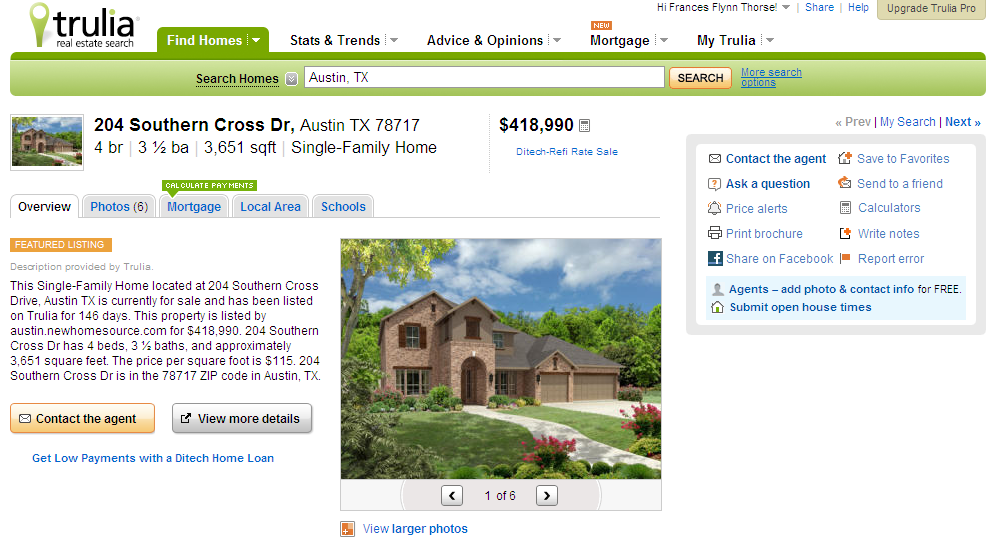 Hi Frances Flynn Thorse! | Share | Help
Upgrade Trulia Pro
trulia
real estate search
Find Homes
Stats & Trends
Advice & Opinions
NEW
Mortgage
My Trulia
Search Homes
Austin, TX
SEARCH
More search
options
204 Southern Cross Dr, Austin TX 78717
4 br | 3 ½ ba | 3,651 sqft | Single-Family Home
$418,990
Ditech-Refi Rate Sale
« Prev | My Search | Next »
CALCULATE PAYMENTS
Overview
Photos (6)
Mortgage
Local Area
Schools
FEATURED LISTING
Description provided by Trulia.
This Single-Family Home located at 204 Southern Cross
Drive, Austin TX is currently for sale and has been listed
on Trulia for 146 days. This property is listed by
austin.newhomesource.com for $418,990. 204 Southern
Cross Dr has 4 beds, 3 ½ baths, and approximately
3,651 square feet. The price per square foot is $115. 204
Southern Cross Dr is in the 78717 ZIP code in Austin, TX.
Contact the agent
View more details
Get Low Payments with a Ditech Home Loan
1 of 6
View larger photos
Contact the agent
Save to Favorites
Ask a question
Send to a friend
Price alerts
Calculators
Print brochure
Write notes
Share on Facebook
Report error
Agents – add photo & contact info for FREE.
Submit open house times